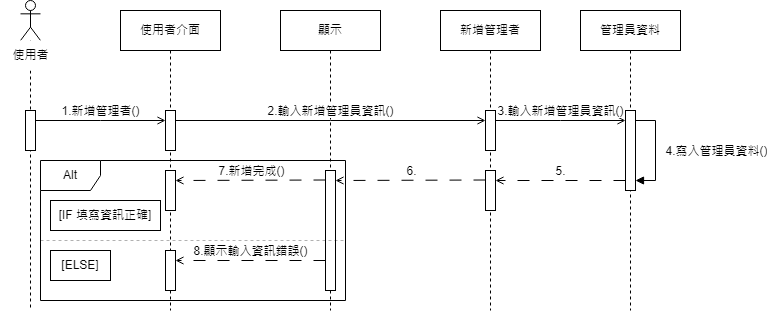 使用者
使用者介面
顯示
新增管理者
管理員資料
1.新增管理者()
2.輸入新增管理員資訊()
3.輸入新增管理員資訊()
4.寫入管理員資料()
5.
6.
7.新增完成()
Alt
[IF 填寫資訊正確]
8.顯示輸入資訊錯誤()
[ELSE]